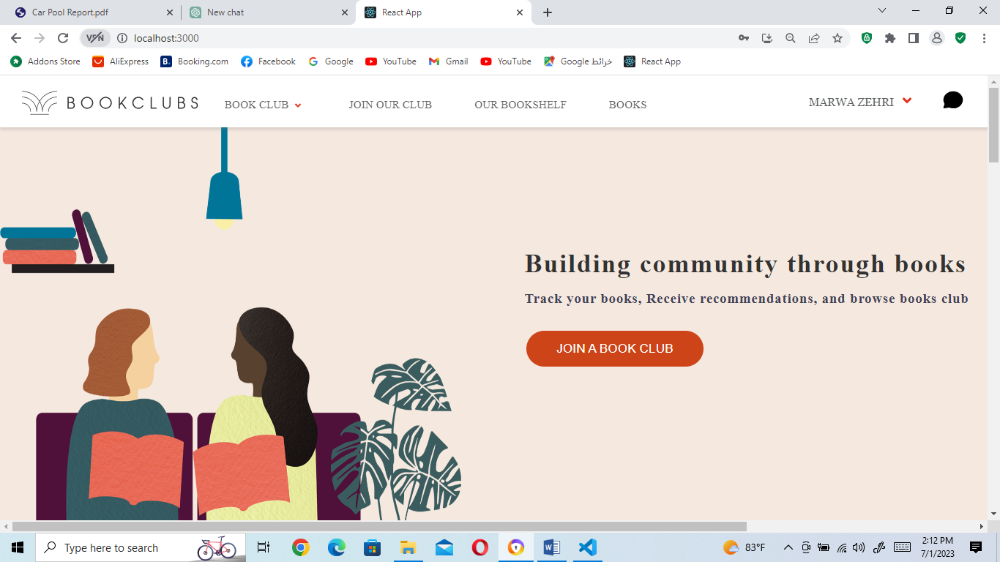 Car Pool Report.pdf
New chat
React App
VPN
localhost:3000
Addons Store
AliExpress
B.
Booking.com
Facebook
Google
YouTube
Gmail
YouTube
خرائط Google
React App
BOOKCLUBS
BOOK CLUB
JOIN OUR CLUB
OUR BOOKSHELF
BOOKS
MARWA ZEHRI
Building community through books
Track your books, Receive recommendations, and browse books club
JOIN A BOOK CLUB
Type here to search
83°F
2:12 PM
7/1/2023